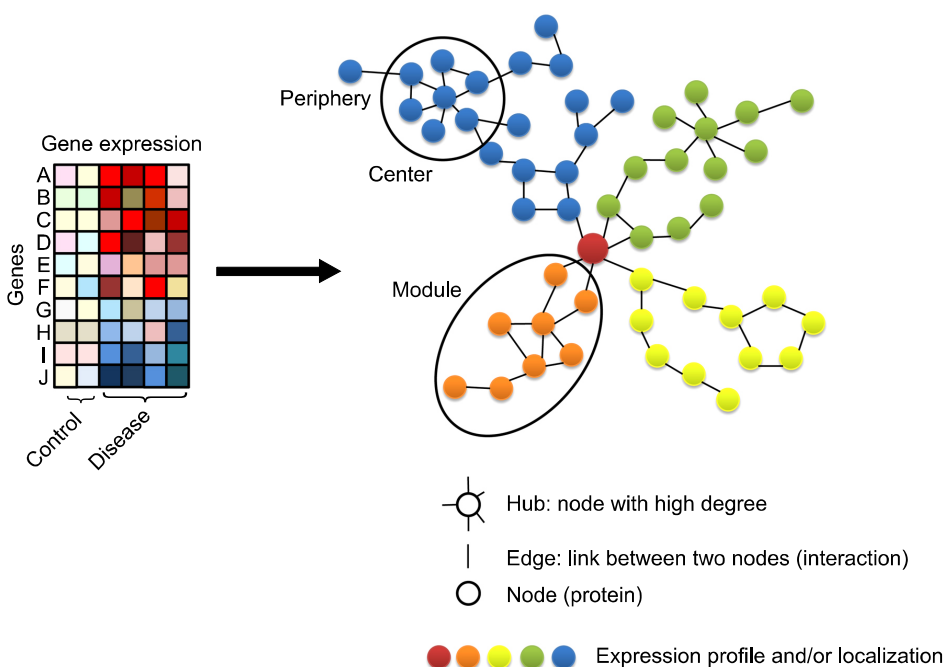 Gene expression
Genes
A
B
C
D
E
F
G
H
I
J
Control
Disease
Periphery
Center
Module
Hub: node with high degree
Edge: link between two nodes (interaction)
Node (protein)
Expression profile and/or localization